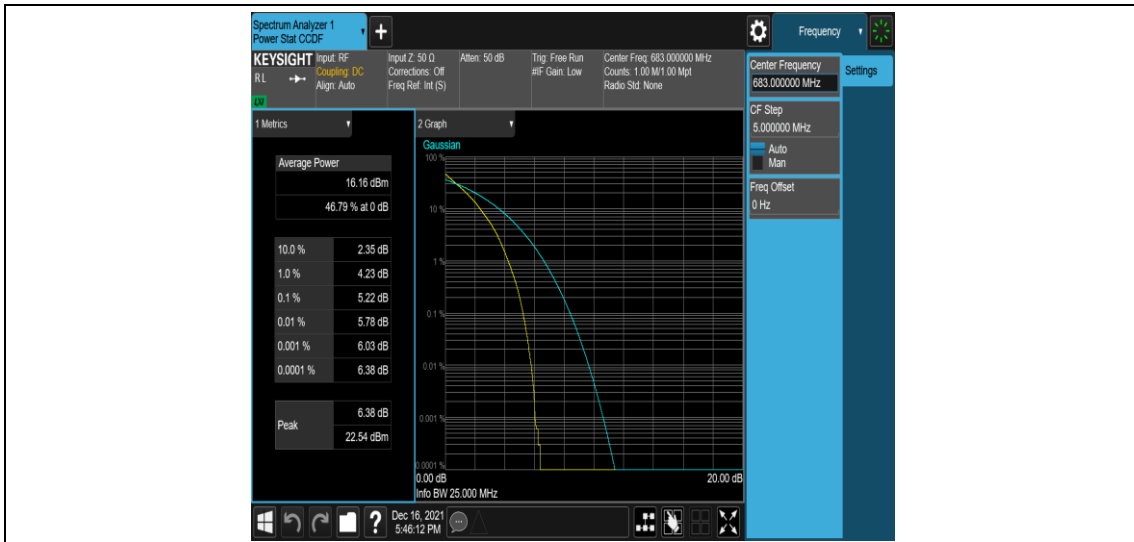 Spectrum Analyzer 1
Power Stat CCDF
+
Frequency
KEYSIGHT
RL
LXI
Input: RF
Coupling: DC
Align: Auto
Input Z: 50 Ω
Corrections: Off
Freq Ref: Int (S)
Atten: 50 dB
Trig: Free Run
#IF Gain: Low
Center Freq: 683.000000 MHz
Counts: 1.00 M/1.00 Mpt
Radio Std: None
Center Frequency
683.000000 MHz
Settings
CF Step
5.000000 MHz
Auto
Man
Freq Offset
0 Hz
1 Metrics
Average Power
16.16 dBm
46.79 % at 0 dB
10.0 % 2.35 dB
1.0 % 4.23 dB
0.1 % 5.22 dB
0.01 % 5.78 dB
0.001 % 6.03 dB
0.0001 % 6.38 dB
Peak 6.38 dB
22.54 dBm
2 Graph
Gaussian
100 %
10 %
1 %
0.1 %
0.01 %
0.001 %
0.0001 %
0.00 dB 20.00 dB
Info BW 25.000 MHz
?
Dec 16, 2021
5:46:12 PM